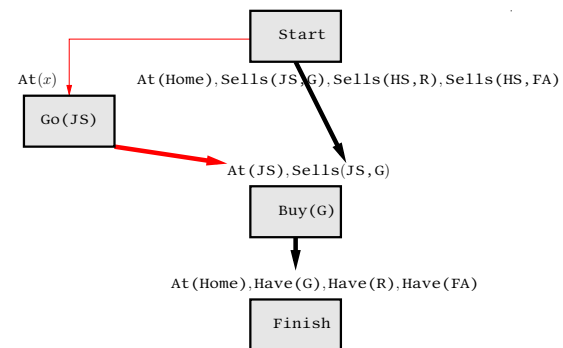 Start
At(x)
At(Home),Sells(JS,G),Sells(HS,R),Sells(HS,FA)
Go(JS)
At(JS),Sells(JS,G)
Buy(G)
At(Home),Have(G),Have(R),Have(FA)
Finish